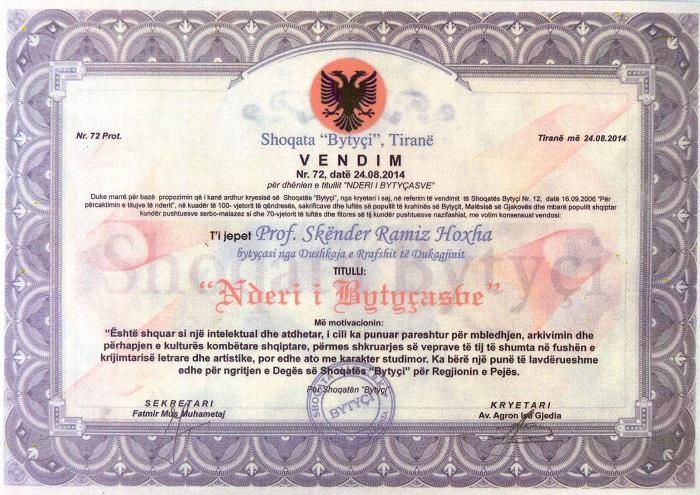 Nr. 72 Prot.
Shoqata "Bytyçi", Tiranë
Tiranë më 24.08.2014
VENDIM
Nr. 72, datë 24.08.2014
për dhënien e titullit "NDERI I BYTYÇASVE"
Duke marrë për bazë propozimin që i kanë ardhur kryesisë së Shoqatës "Bytyçi", nga kryetari i saj, në referim të vendimit të Shoqatës Bytyçi Nr. 12, datë 16.09.2006 "Për
përcaktimin e titujve të nderit", në kuadër të 100- vjetorit të qëndresës, sakrificave dhe luftës së popullit të krahinës së Bytyçit, Malësisë së Gjakovës dhe mbarë popullit shqiptar
kundër pushtuesve serbo-malazez si dhe 70-vjetorit të luftës dhe fitores së tij kundër pushtuesve nazifashist, me votim konsensual vendosi:
T'i jepet Prof. Skënder Ramiz Hoxha
bytyçasi nga Dushkaja e Rrafshit të Dukagjinit
TITULLI:
Shoqata Bytyçi
"Nderi i Bytyçasve"
Më motivacionin:
"Është shquar si një intelektual dhe atdhetar, i cili ka punuar pareshtur për mbledhjen, arkivimin dhe
përhapjen e kulturës kombëtare shqiptare, përmes shkruarjes së veprave të tij të shumta në fushën e
krijimtarisë letrare dhe artistike, por edhe ato me karakter studimor. Ka bërë një punë të lavdërueshme
edhe për ngritjen e Degës së Shoqatës "Bytyçi" për Regjionin e Pejës.
Për Shoqatën "Bytyçi"
SEKRETARI
Fatmir Mus Muhametaj
BYTYÇI
KRYETARI
Av. Agron Isa Gjedia